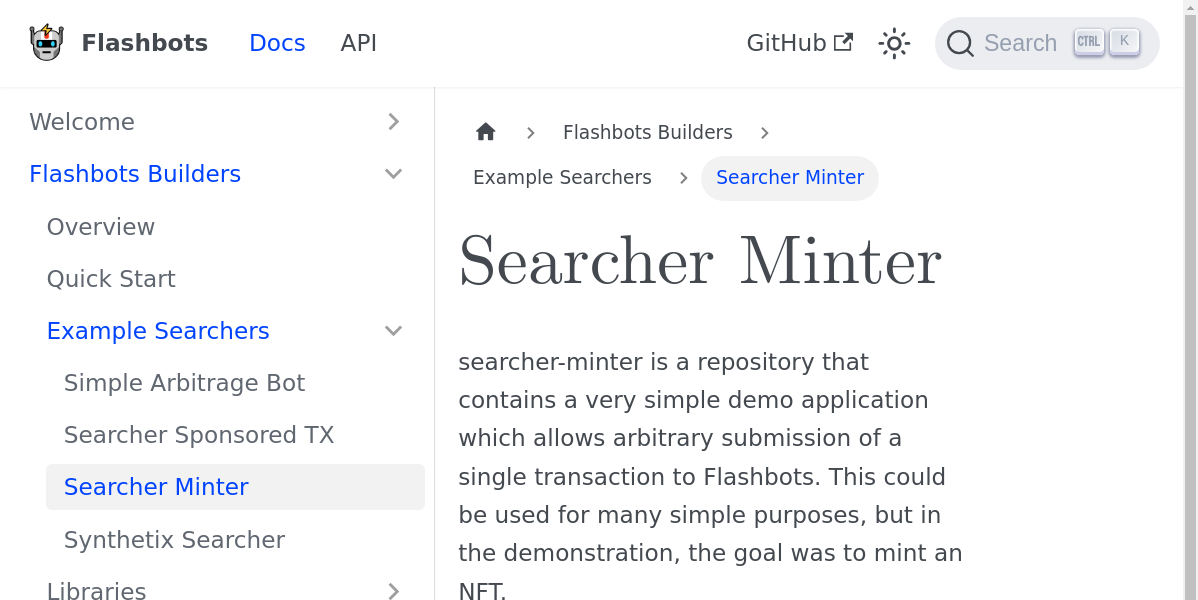 Flashbots Docs API GitHub Search CTRL K
Welcome
Flashbots Builders
Overview
Quick Start
Example Searchers
Simple Arbitrage Bot
Searcher Sponsored TX
Searcher Minter
Synthetix Searcher
Libraries
Flashbots Builders
Example Searchers Searcher Minter
Searcher Minter
searcher-minter is a repository that
contains a very simple demo application
which allows arbitrary submission of a
single transaction to Flashbots. This could
be used for many simple purposes, but in
the demonstration, the goal was to mint an
NFT.